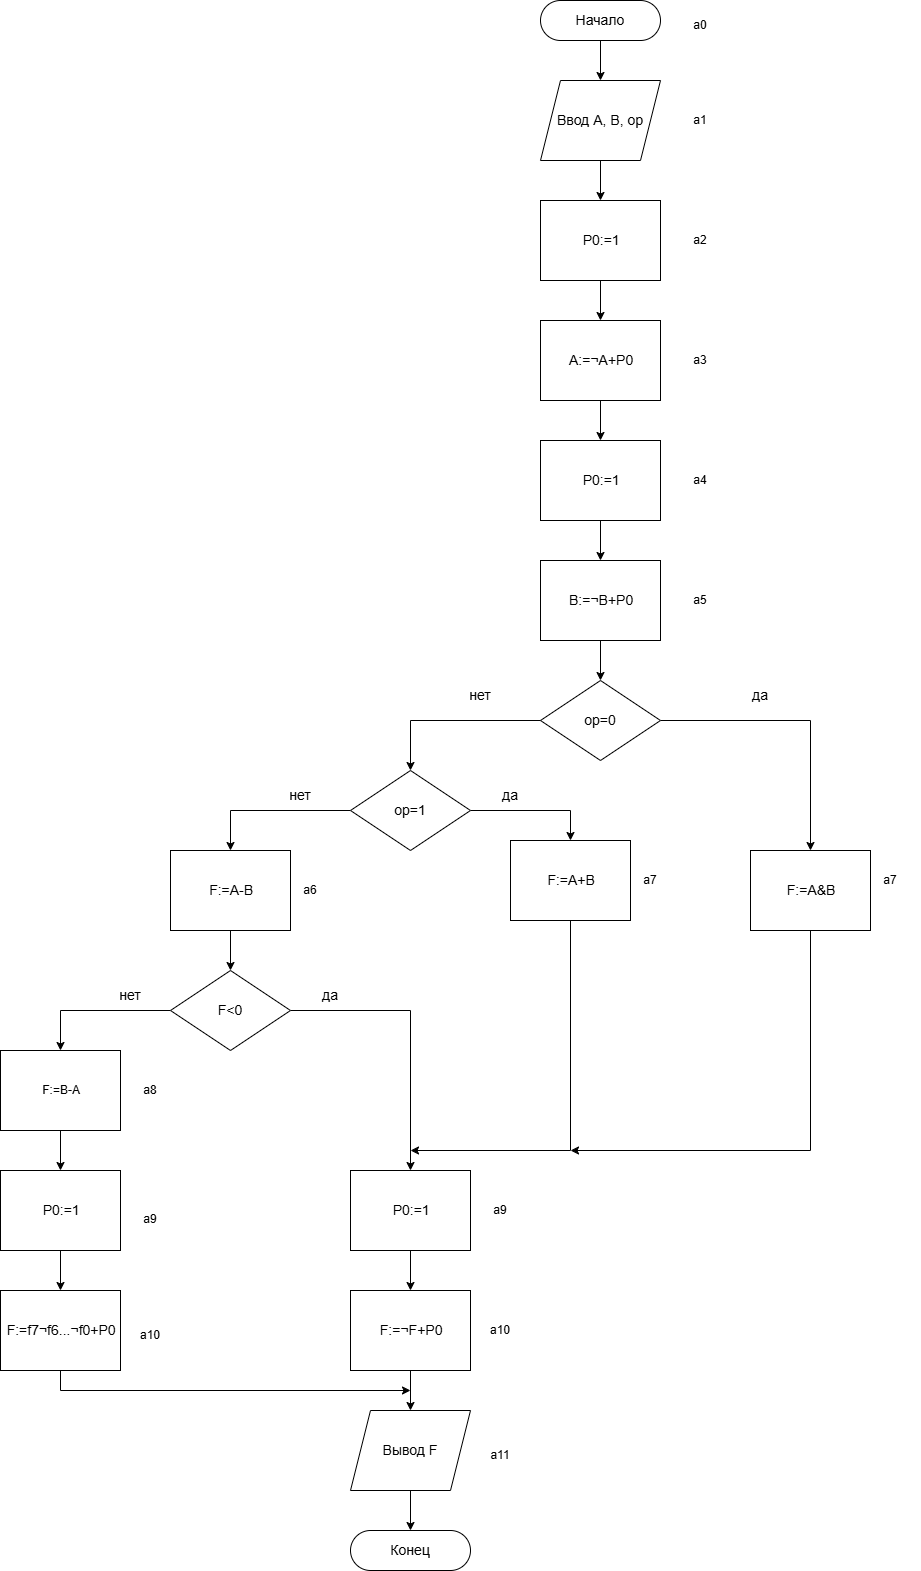 Начало
a0
Ввод A, B, op
a1
P0:=1
a2
A:=¬A+P0
a3
P0:=1
a4
B:=¬B+P0
a5
нет
да
op=0
нет
да
op=1
F:=A-B
a6
F:=A+B
a7
F:=A&B
a7
нет
да
F<0
F:=B-A
a8
P0:=1
a9
P0:=1
a9
F:=f7¬f6...¬f0+P0
a10
F:=¬F+P0
a10
Вывод F
a11
Конец